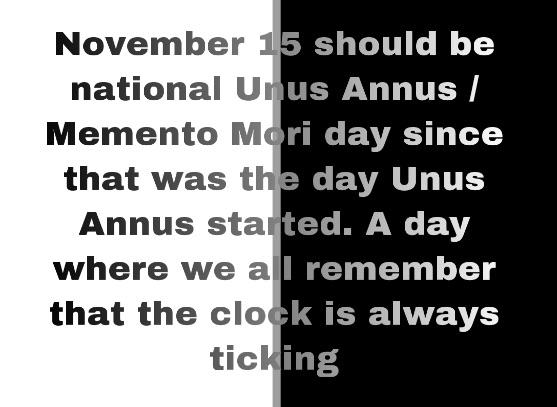 November 15 should be
national Unus Annus /
Memento Mori day since
that was the day Unus
Annus started. A day
where we all remember
that the clock is always
ticking